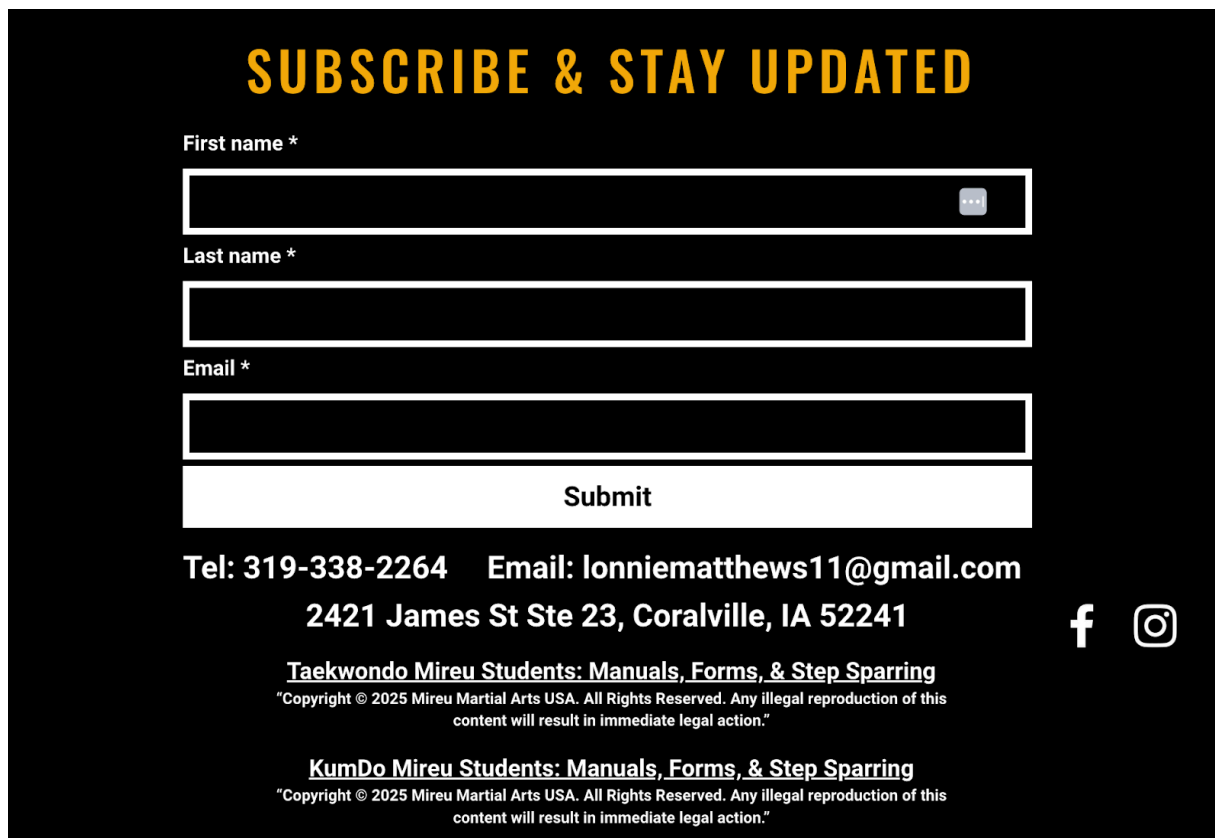 SUBSCRIBE & STAY UPDATED
First name *
Last name *
Email *
Submit
Tel: 319-338-2264 Email: lonniematthews11@gmail.com
2421 James St Ste 23, Coralville, IA 52241
Taekwondo Mireu Students: Manuals, Forms, & Step Sparring
“Copyright © 2025 Mireu Martial Arts USA. All Rights Reserved. Any illegal reproduction of this
content will result in immediate legal action.”
KumDo Mireu Students: Manuals, Forms, & Step Sparring
“Copyright © 2025 Mireu Martial Arts USA. All Rights Reserved. Any illegal reproduction of this
content will result in immediate legal action.”